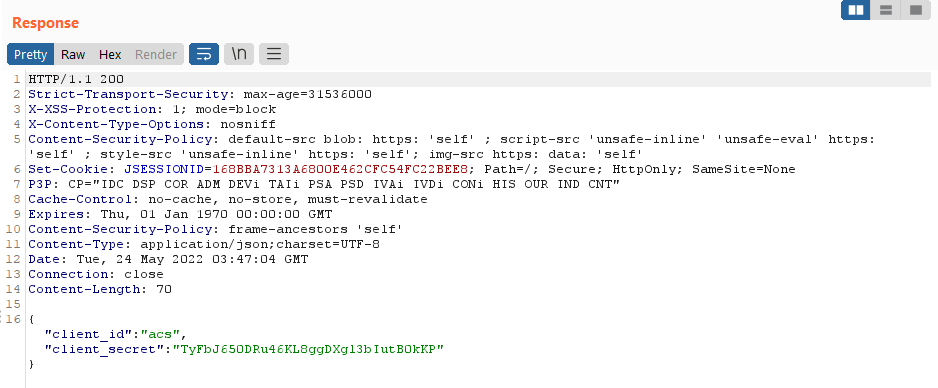 Response
Pretty Raw Hex Render \n
1 HTTP/1.1 200
2 Strict-Transport-Security: max-age=31536000
3 X-XSS-Protection: 1; mode=block
4 X-Content-Type-Options: nosniff
5 Content-Security-Policy: default-src blob: https: 'self' ; script-src 'unsafe-inline' 'unsafe-eval' https:
'self' ; style-src 'unsafe-inline' https: 'self'; img-src https: data: 'self'
6 Set-Cookie: JSESSIONID=168BBA7313A6800E462CFC54FC22BEE8; Path=/; Secure; HttpOnly; SameSite=None
7 P3P: CP="IDC DSP COR ADM DEVi TAIi PSA PSD IVAi IVDi CONi HIS OUR IND CNT"
8 Cache-Control: no-cache, no-store, must-revalidate
9 Expires: Thu, 01 Jan 1970 00:00:00 GMT
10 Content-Security-Policy: frame-ancestors 'self'
11 Content-Type: application/json;charset=UTF-8
12 Date: Tue, 24 May 2022 03:47:04 GMT
13 Connection: close
14 Content-Length: 70
15
16 {
"client_id":"acs",
"client_secret":"TyFbJ65ODRu46KL8ggDXgl3bIutBOkKP"
}